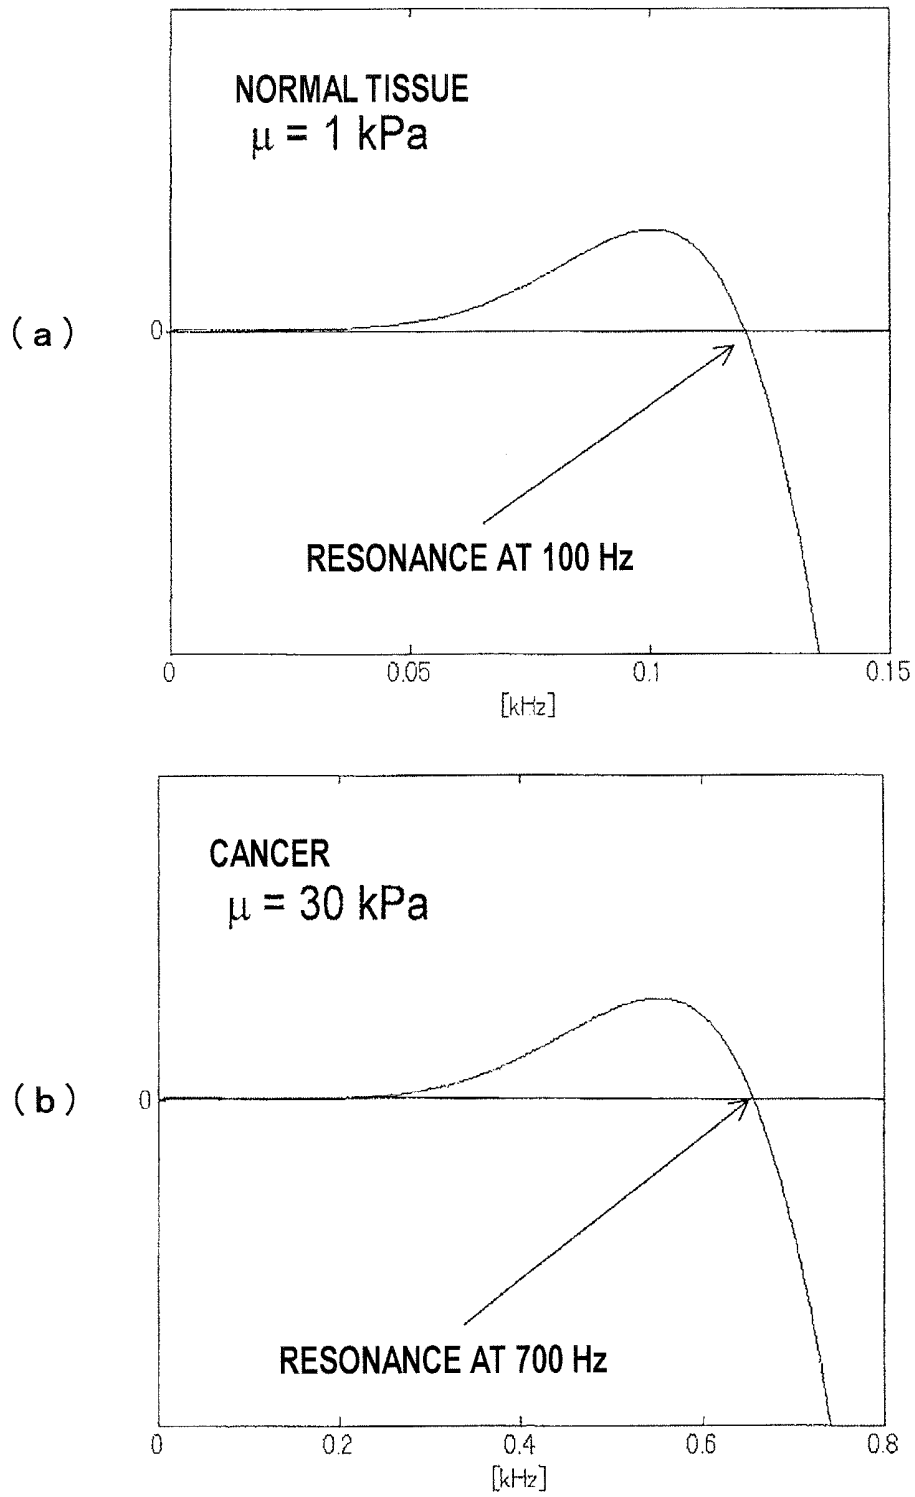 NORMAL TISSUE
μ = 1 kPa
(a)
0
RESONANCE AT 100 Hz
0 0.05 0.1 0.15
[kHz]
CANCER
μ = 30 kPa
(b)
0
RESONANCE AT 700 Hz
0 0.2 0.4 0.6 0.8
[kHz]